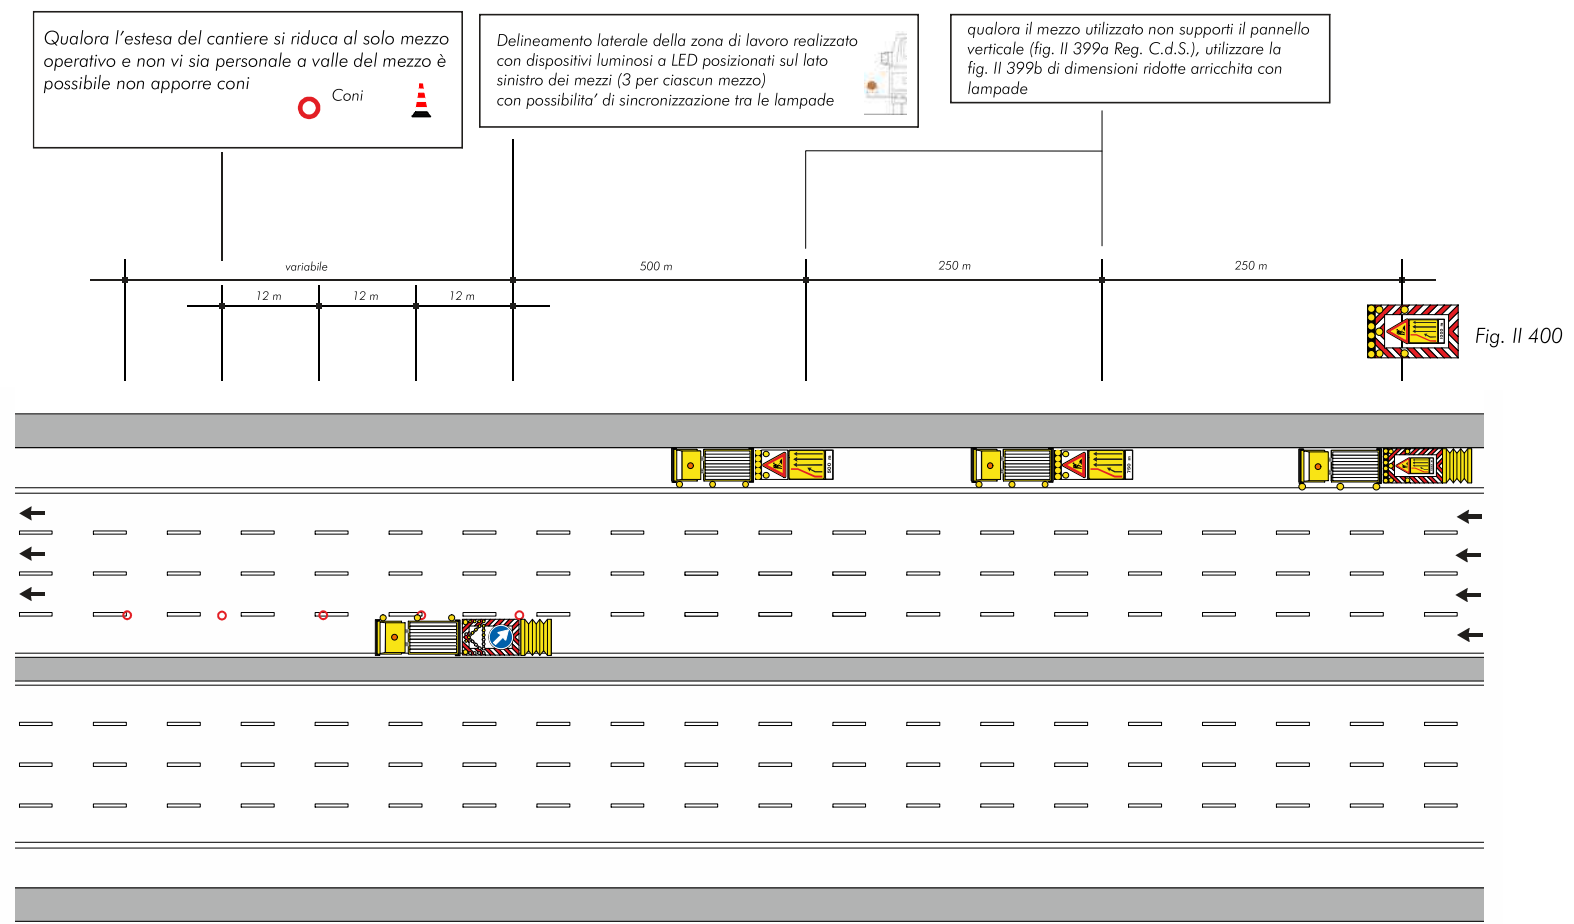 Qualora l’estesa del cantiere si riduca al solo mezzo
operativo e non vi sia personale a valle del mezzo è
possibile non apporre coni
Coni
Delineamento laterale della zona di lavoro realizzato
con dispositivi luminosi a LED posizionati sul lato
sinistro dei mezzi (3 per ciascun mezzo)
con possibilita’ di sincronizzazione tra le lampade
qualora il mezzo utilizzato non supporti il pannello
verticale (fig. II 399a Reg. C.d.S.), utilizzare la
fig. II 399b di dimensioni ridotte arricchita con
lampade
variabile
500 m
250 m
250 m
12 m
12 m
12 m
Fig. II 400
500 m
750 m